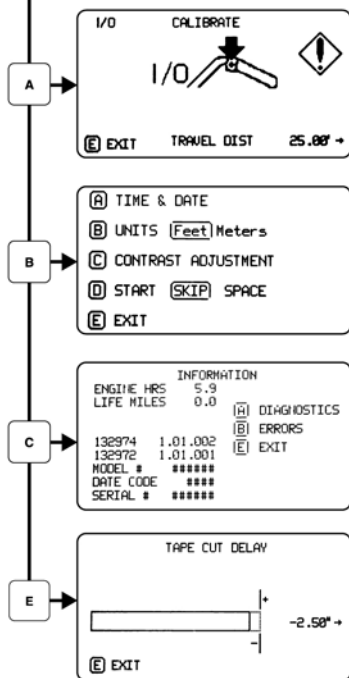 I/O CALIBRATE
A
I/O
E EXIT TRAVEL DIST 25.00' →
A TIME & DATE
B UNITS Feet Meters
B
C CONTRAST ADJUSTMENT
D START SKIP SPACE
E EXIT
INFORMATION
ENGINE HRS 5.9
LIFE MILES 0.0
A DIAGNOSTICS
B ERRORS
C
132974 1.01.002
E EXIT
132972 1.01.001
MODEL # ######
DATE CODE ####
SERIAL # ######
TAPE CUT DELAY
+
E
-2.50" →
-
E EXIT